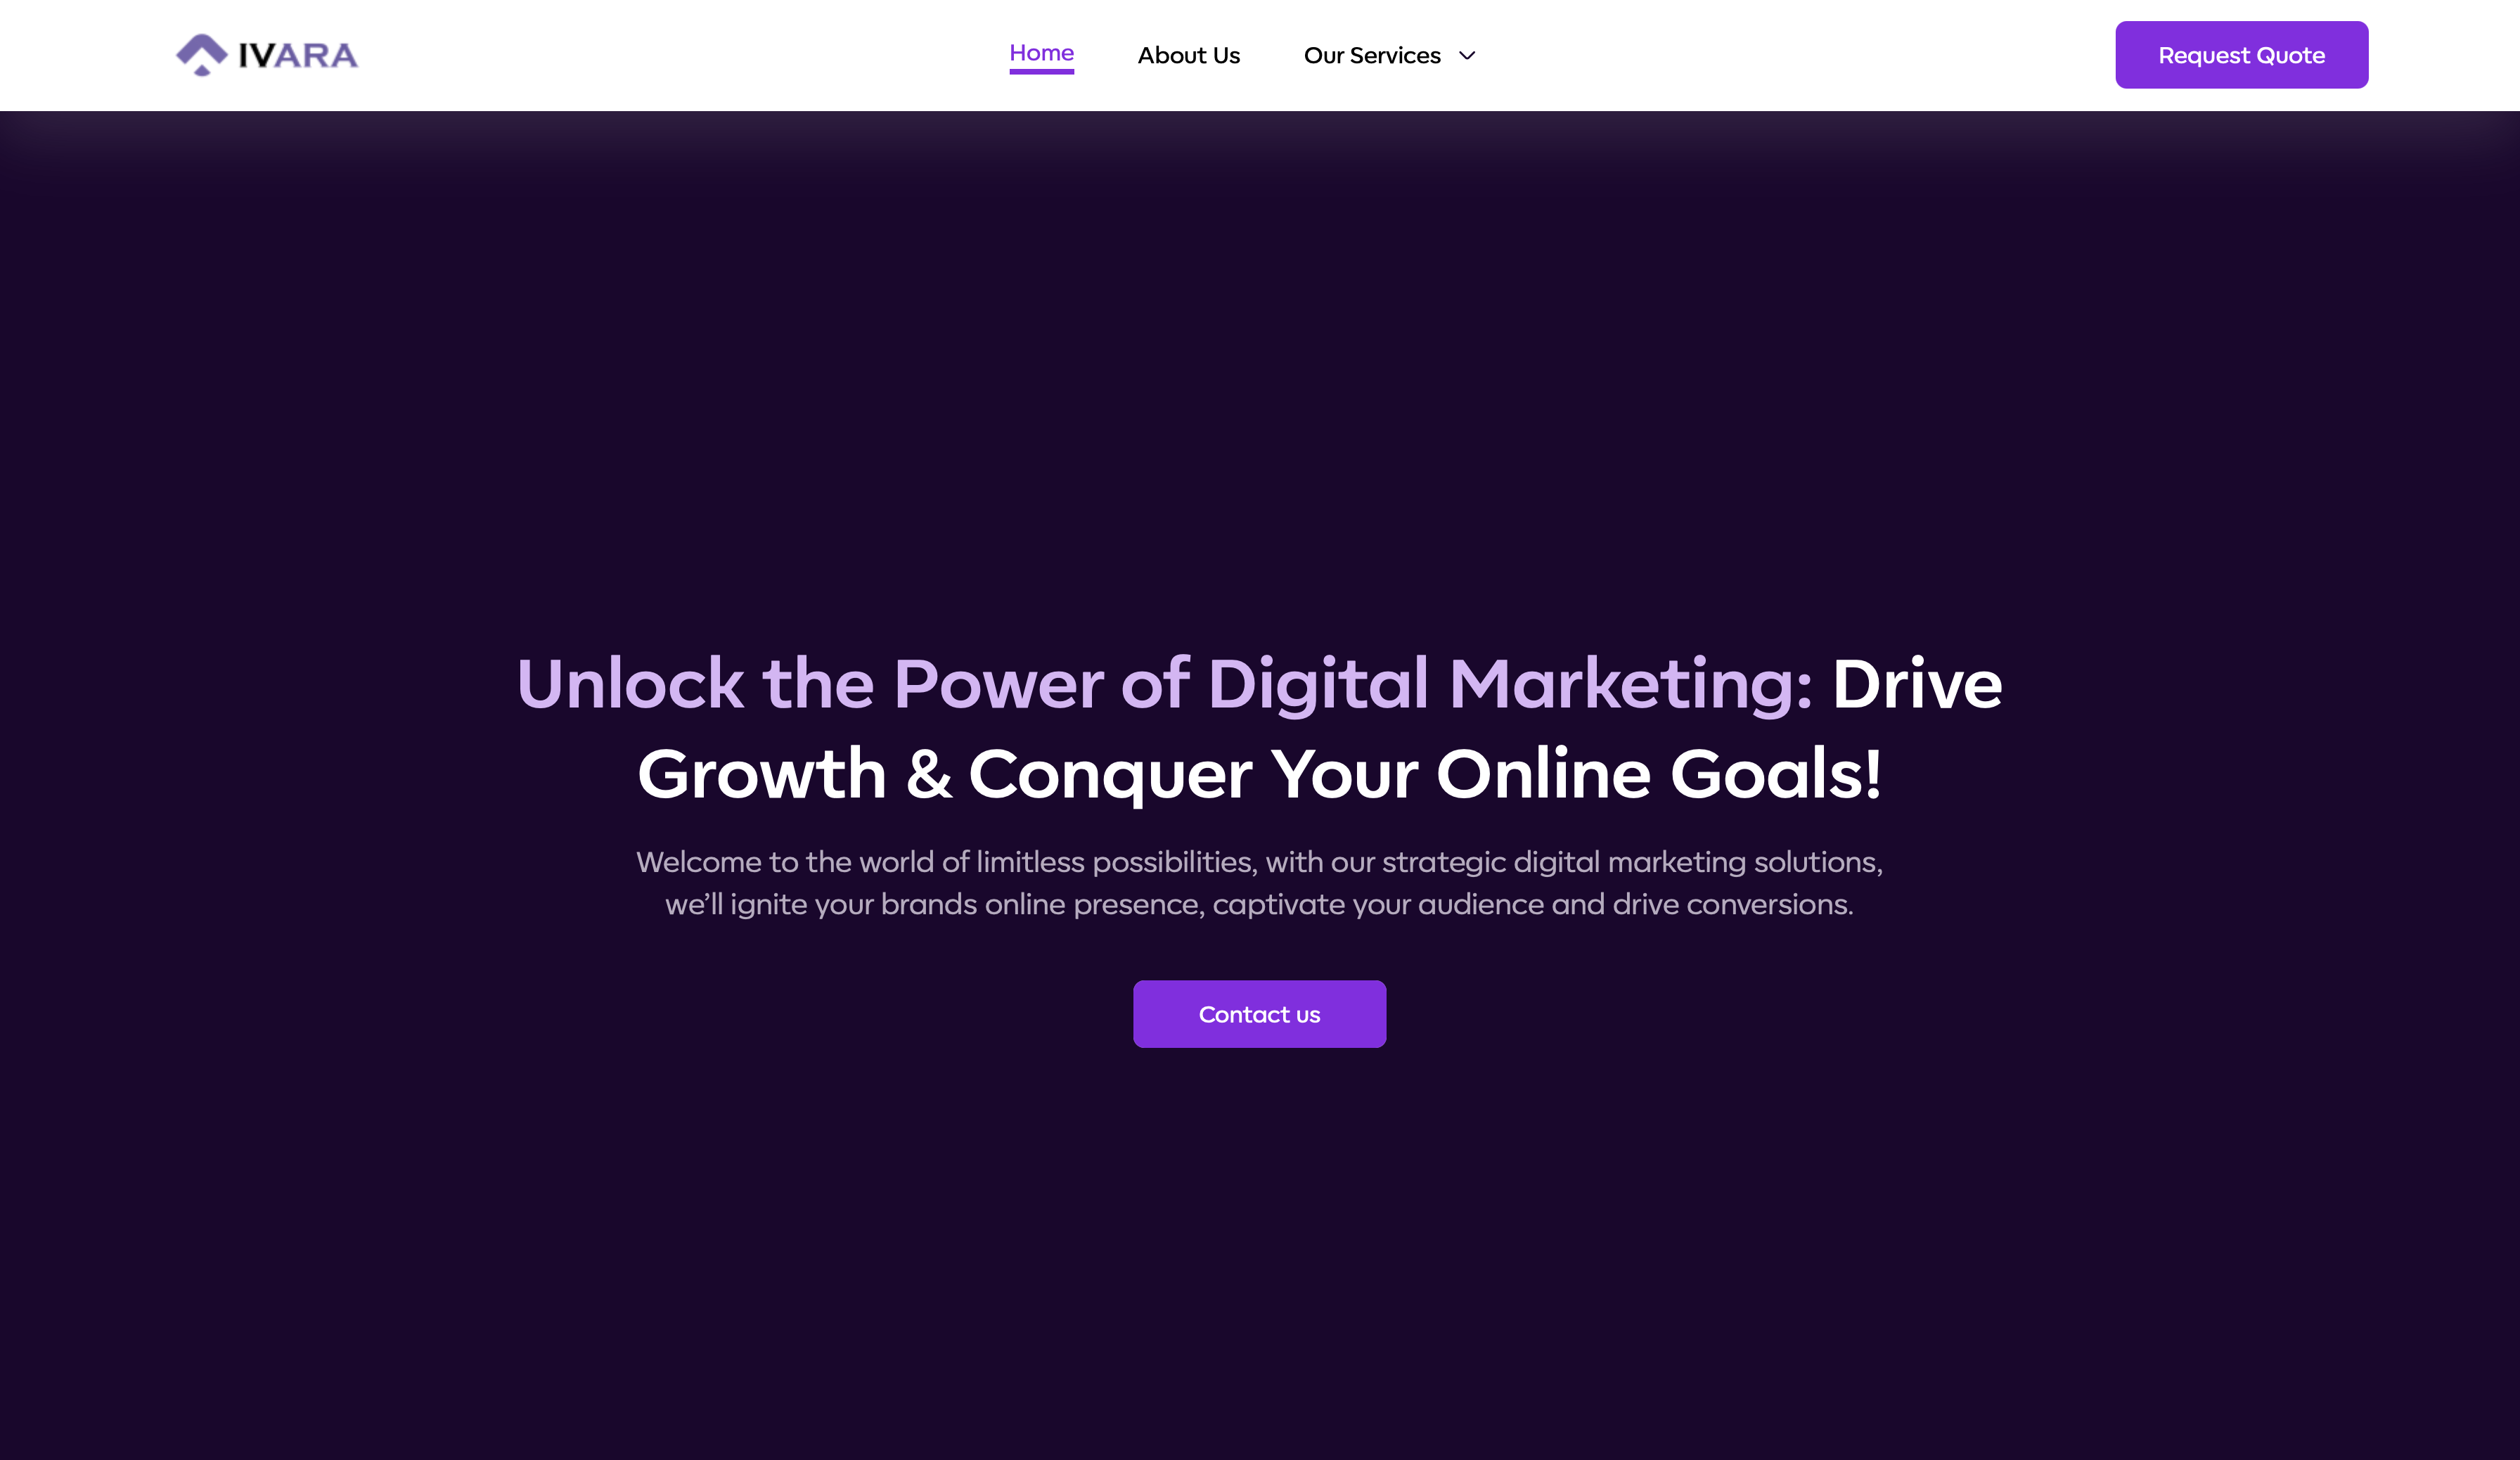 IVARA
Home
About Us
Our Services
Request Quote
Unlock the Power of Digital Marketing: Drive
Growth & Conquer Your Online Goals!
Welcome to the world of limitless possibilities, with our strategic digital marketing solutions,
we’ll ignite your brands online presence, captivate your audience and drive conversions.
Contact us